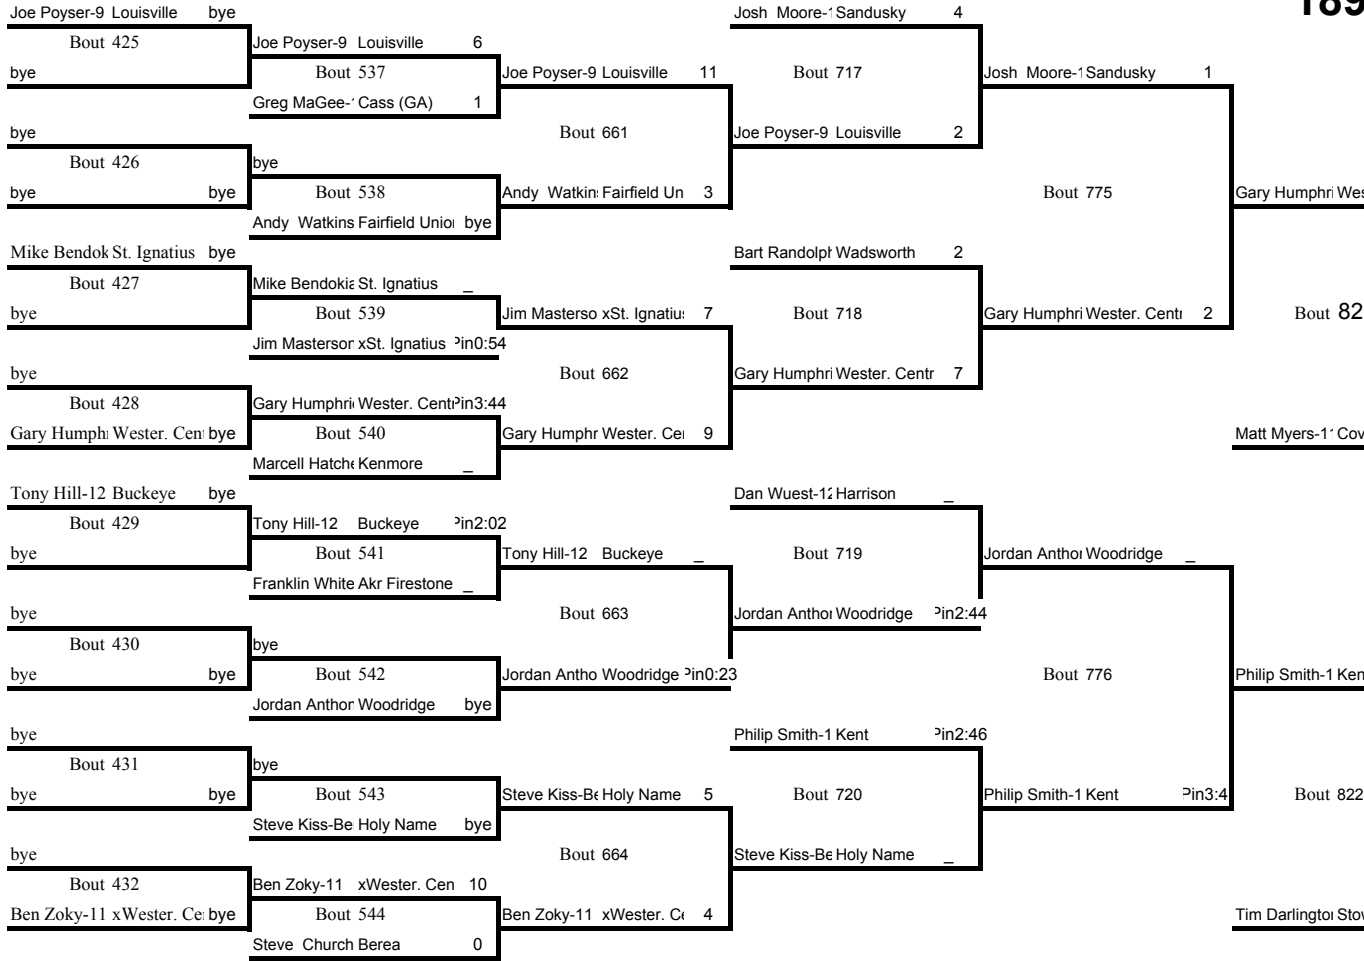 189
Joe Poyser-9 Louisville bye
Bout 425
bye
bye
Bout 426
bye bye
Mike Bendok St. Ignatius bye
Bout 427
bye
bye
Bout 428
Gary Humph Wester. Cen bye
Tony Hill-12 Buckeye bye
Bout 429
bye
bye
Bout 430
bye bye
bye
Bout 431
bye bye
bye
Bout 432
Ben Zoky-11 xWester. Ce bye
Joe Poyser-9 Louisville 6
Bout 537
Greg MaGee-1 Cass (GA) 1
bye
Bout 538
Andy Watkins Fairfield Unio bye
Mike Bendokia St. Ignatius _
Bout 539
Jim Masterson xSt. Ignatius Pin0:54
Gary Humphri Wester. Cent Pin3:44
Bout 540
Marcell Hatche Kenmore _
Tony Hill-12 Buckeye Pin2:02
Bout 541
Franklin White Akr Firestone _
bye
Bout 542
Jordan Anthon Woodridge bye
bye
Bout 543
Steve Kiss-Be Holy Name bye
Ben Zoky-11 xWester. Cen 10
Bout 544
Steve Church Berea 0
Joe Poyser-9 Louisville 11
Bout 661
Andy Watkin Fairfield Un 3
Jim Masterso xSt. Ignatiu 7
Bout 662
Gary Humphr Wester. Ce 9
Tony Hill-12 Buckeye _
Bout 663
Jordan Antho Woodridge Pin0:23
Steve Kiss-Be Holy Name 5
Bout 664
Ben Zoky-11 xWester. Ce 4
Josh Moore-1 Sandusky 4
Bout 717
Joe Poyser-9 Louisville 2
Bart Randolph Wadsworth 2
Bout 718
Gary Humphri Wester. Centr 7
Dan Wuest-12 Harrison _
Bout 719
Jordan Anthon Woodridge Pin2:44
Philip Smith-1 Kent Pin2:46
Bout 720
Steve Kiss-Be Holy Name _
Josh Moore-1 Sandusky 1
Bout 775
Gary Humphri Wester. Centr 2
Jordan Anthon Woodridge _
Bout 776
Philip Smith-1 Kent Pin3:4
Gary Humphri Wes
Bout 82
Matt Myers-11 Cov
Philip Smith-1 Ken
Bout 822
Tim Darlington Stow